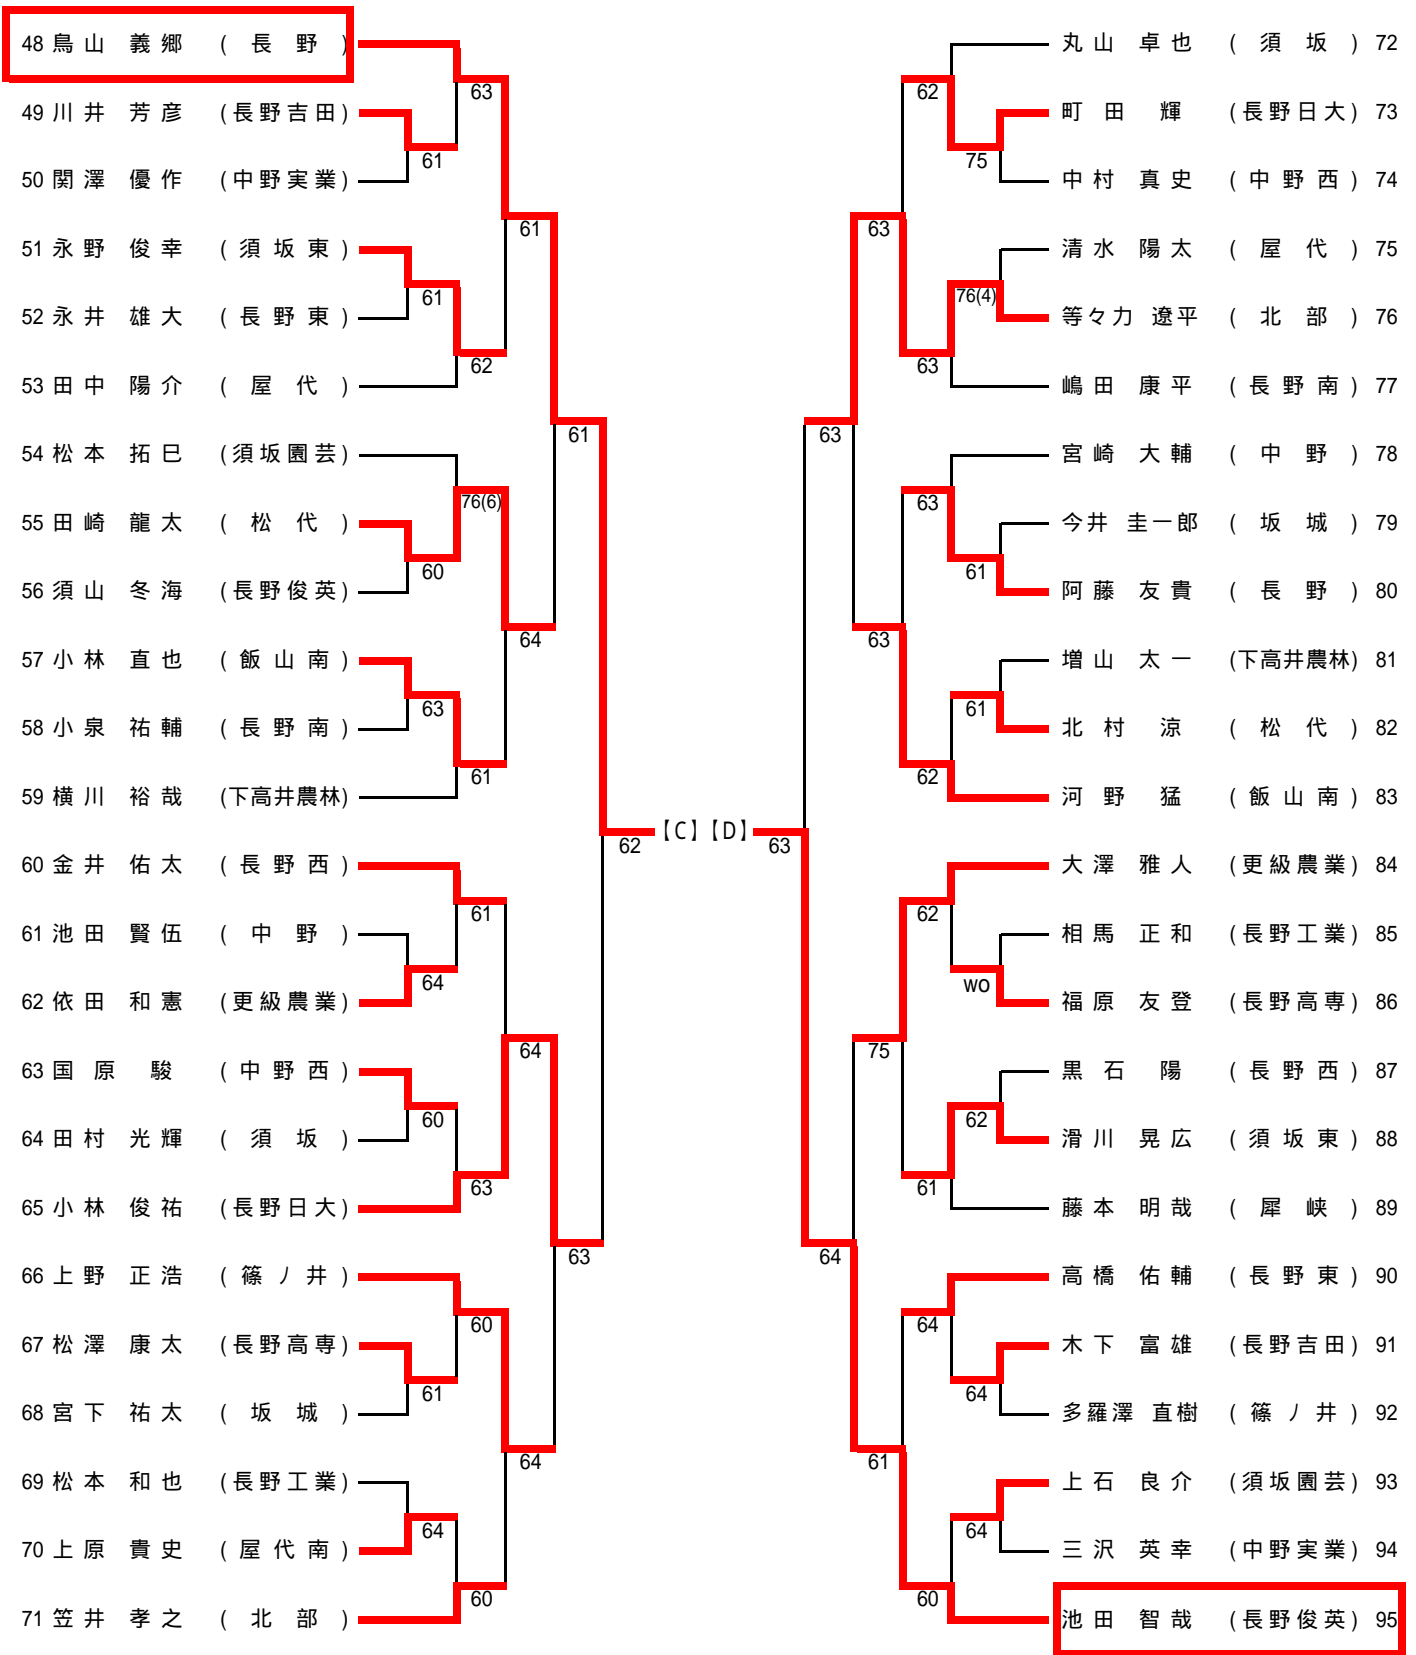 48 鳥山 義郷 ( 長 野 )
63
49 川井 芳彦 (長野吉田)
61
50 関澤 優作 (中野実業)
61
51 永野 俊幸 (須坂東)
61
52 永井 雄大 (長野東)
62
53 田中 陽介 ( 屋 代 )
61
54 松本 拓巳 (須坂園芸)
76(6)
55 田崎 龍太 ( 松 代 )
60
56 須山 冬海 (長野俊英)
64
57 小林 直也 (飯山南)
63
58 小泉 祐輔 (長野南)
61
59 横川 裕哉 (下高井農林)
62
【C】【D】
63
60 金井 佑太 (長野西)
61
61 池田 賢伍 ( 中 野 )
64
62 依田 和憲 (更級農業)
64
63 国原 駿 (中野西)
60
64 田村 光輝 ( 須 坂 )
63
65 小林 俊祐 (長野日大)
63
66 上野 正浩 (篠ノ井)
60
67 松澤 康太 (長野高専)
61
68 宮下 祐太 ( 坂 城 )
64
69 松本 和也 (長野工業)
64
70 上原 貴史 (屋代南)
60
71 笠井 孝之 ( 北 部 )
丸山 卓也 ( 須 坂 ) 72
62
町田 輝 (長野日大) 73
75
中村 真史 (中野西) 74
63
清水 陽太 ( 屋 代 ) 75
76(4)
等々力 遼平 ( 北 部 ) 76
63
嶋田 康平 (長野南) 77
63
宮崎 大輔 ( 中 野 ) 78
63
今井 圭一郎 ( 坂 城 ) 79
61
阿藤 友貴 ( 長 野 ) 80
63
増山 太一 (下高井農林) 81
61
北村 涼 ( 松 代 ) 82
62
河野 猛 (飯山南) 83
大澤 雅人 (更級農業) 84
62
相馬 正和 (長野工業) 85
wo
福原 友登 (長野高専) 86
75
黒石 陽 (長野西) 87
62
滑川 晃広 (須坂東) 88
61
藤本 明哉 ( 犀 峡 ) 89
64
高橋 佑輔 (長野東) 90
64
木下 富雄 (長野吉田) 91
64
多羅澤 直樹 (篠ノ井) 92
61
上石 良介 (須坂園芸) 93
64
三沢 英幸 (中野実業) 94
60
池田 智哉 (長野俊英) 95